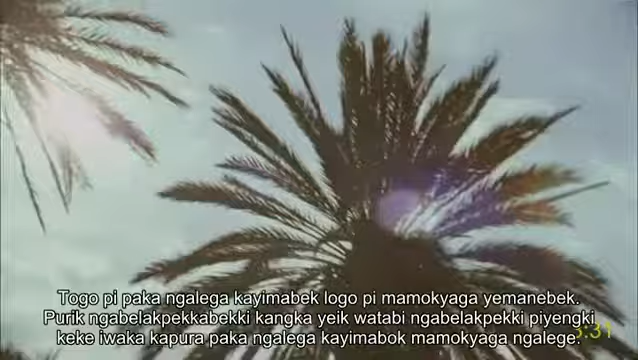 Togo pi paka ngalega kayimabek logo pi mamokyaga yemanebek.
Purik ngabelakpekkabekki kangka yeik watabi ngabelakpekki piyengki
keke iwaka kapura paka ngalega kayimabok mamokyaga ngalege.